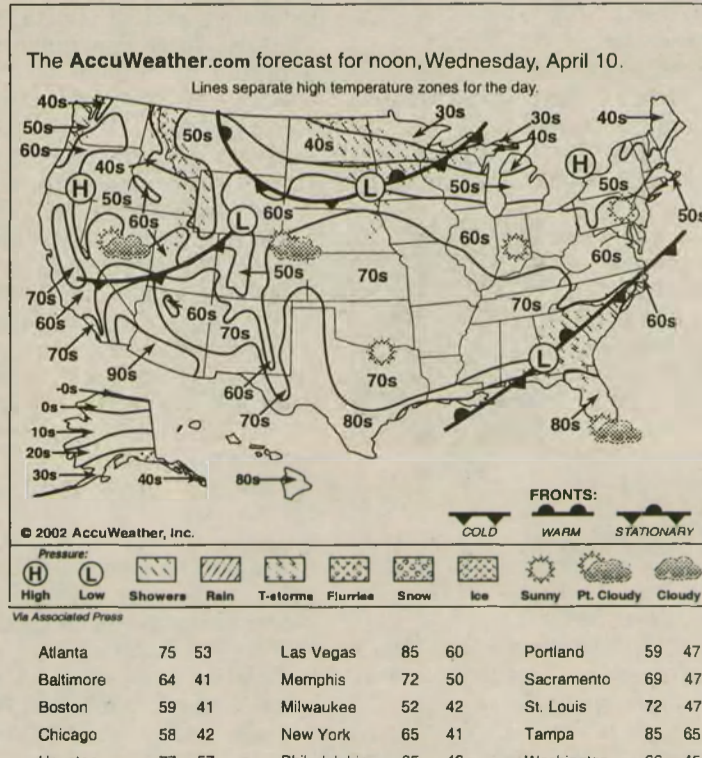 The AccuWeather.com forecast for noon, Wednesday, April 10.
Lines separate high temperature zones for the day.
40s
50s
60s
40s
50s
60s
50s
40s
30s
30s
40s
50s
H
40s
50s
50s
H
L
L
60s
50s
70s
60s
60s
70s
60s
70s
60s
70s
90s
60s
70s
60s
70s
70s
80s
L
80s
-0s
0s
10s
20s
30s
40s
80s
FRONTS:
COLD WARM STATIONARY
© 2002 AccuWeather, Inc.
Pressure:
H L
High Low Showers Rain T-storms Flurries Snow Ice Sunny Pt. Cloudy Cloudy
Via Associated Press
Atlanta 75 53 Las Vegas 85 60 Portland 59 47
Baltimore 64 41 Memphis 72 50 Sacramento 69 47
Boston 59 41 Milwaukee 52 42 St. Louis 72 47
Chicago 58 42 New York 65 41 Tampa 85 65